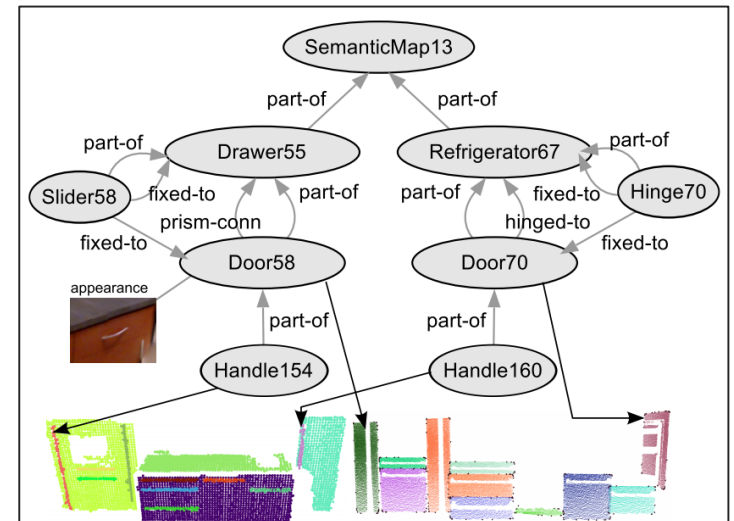 SemanticMap13
part-of part-of
part-of Drawer55 Refrigerator67 part-of
Slider58 fixed-to part-of part-of fixed-to Hinge70
prism-conn hinged-to
fixed-to fixed-to
Door58 Door70
appearance
part-of part-of
Handle154 Handle160